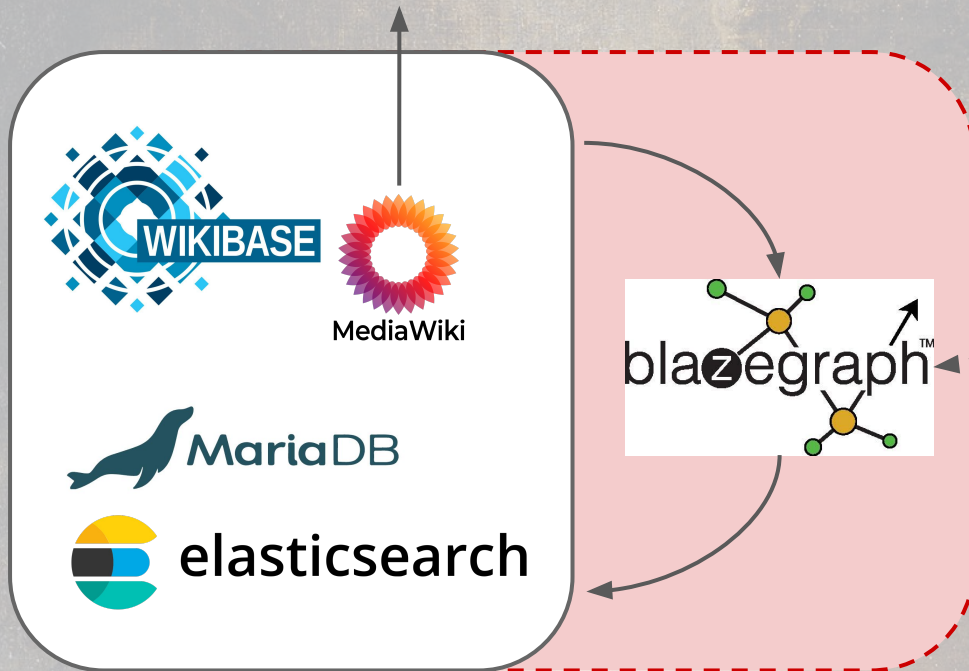 WIKIBASE
MediaWiki
blazegraph™
MariaDB
elasticsearch